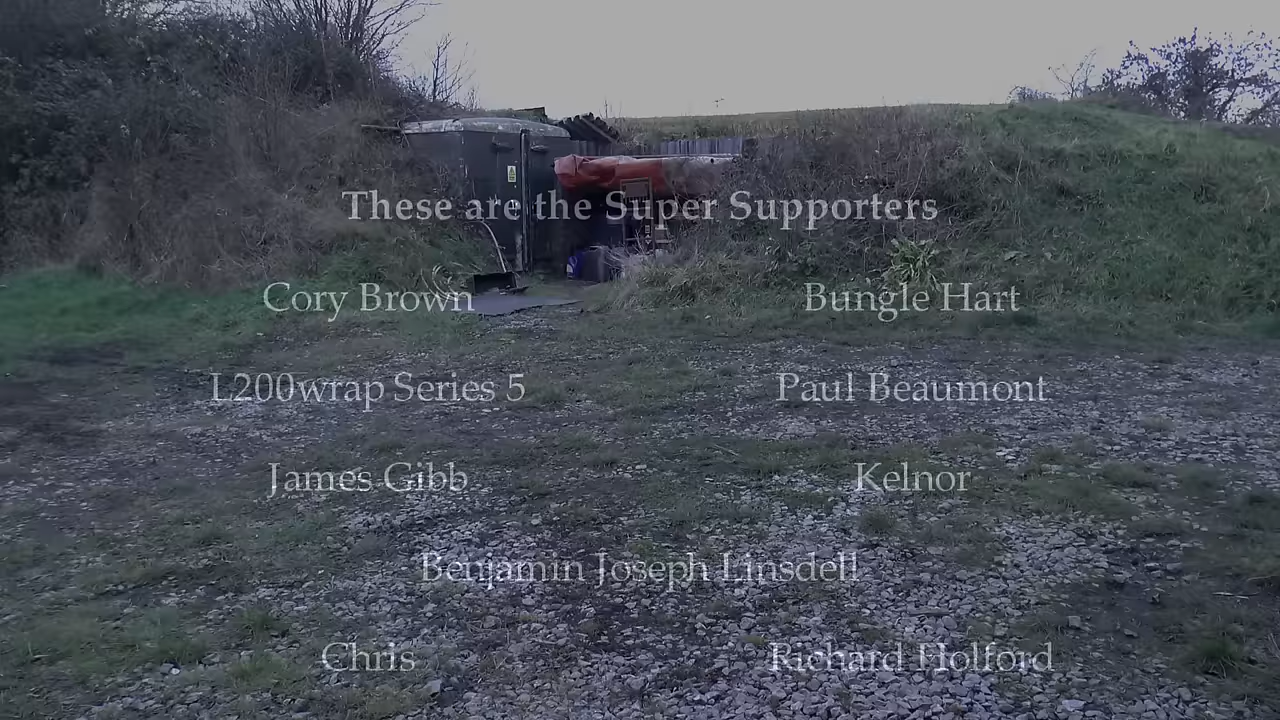 These are the Super Supporters
Cory Brown
Bungle Hart
L200wrap Series 5
Paul Beaumont
James Gibb
Kelnor
Benjamin Joseph Linsdell
Chris
Richard Holford